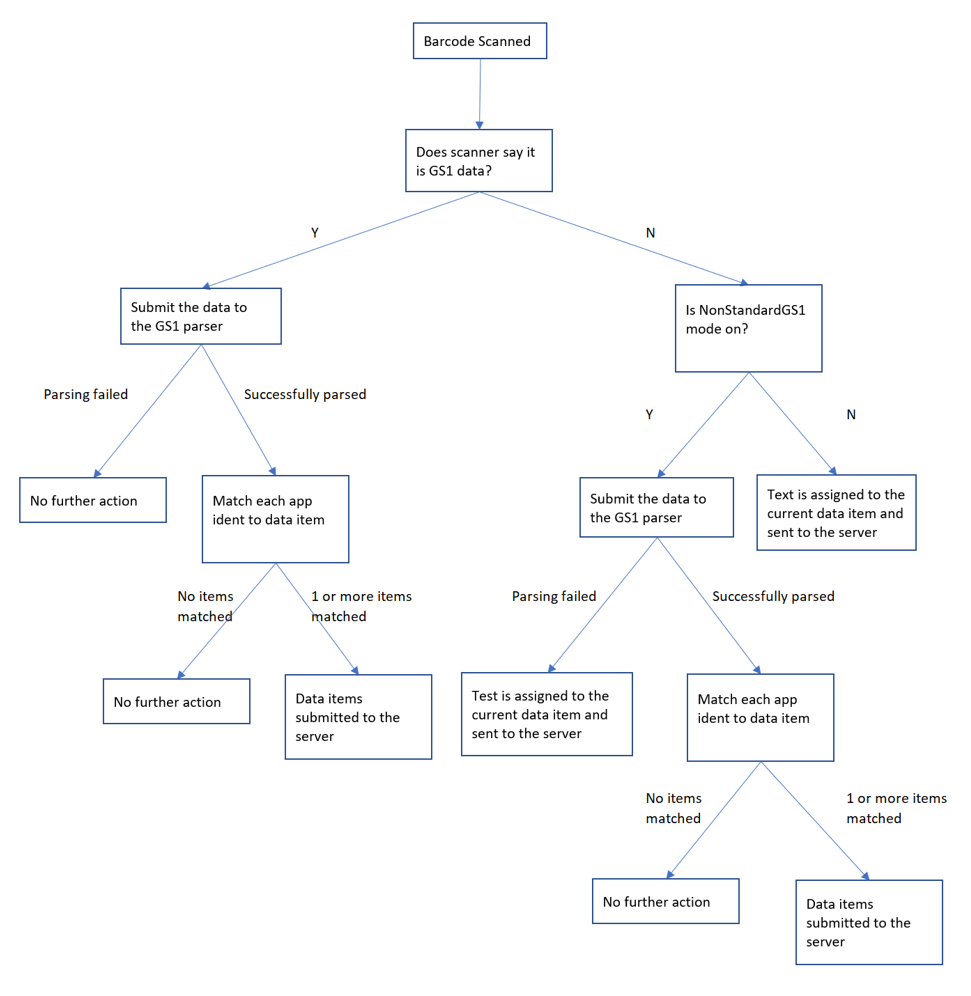 Barcode Scanned
Does scanner say it
is GS1 data?
Y
N
Submit the data to
the GS1 parser
Is NonStandardGS1
mode on?
Parsing failed
Successfully parsed
Y
N
No further action
Match each app
ident to data item
Submit the data to
the GS1 parser
Text is assigned to the
current data item and
sent to the server
No items
matched
1 or more items
matched
Parsing failed
Successfully parsed
No further action
Data items
submitted to the
server
Test is assigned to the
current data item and
sent to the server
Match each app
ident to data item
No items
matched
1 or more items
matched
No further action
Data items
submitted to the
server